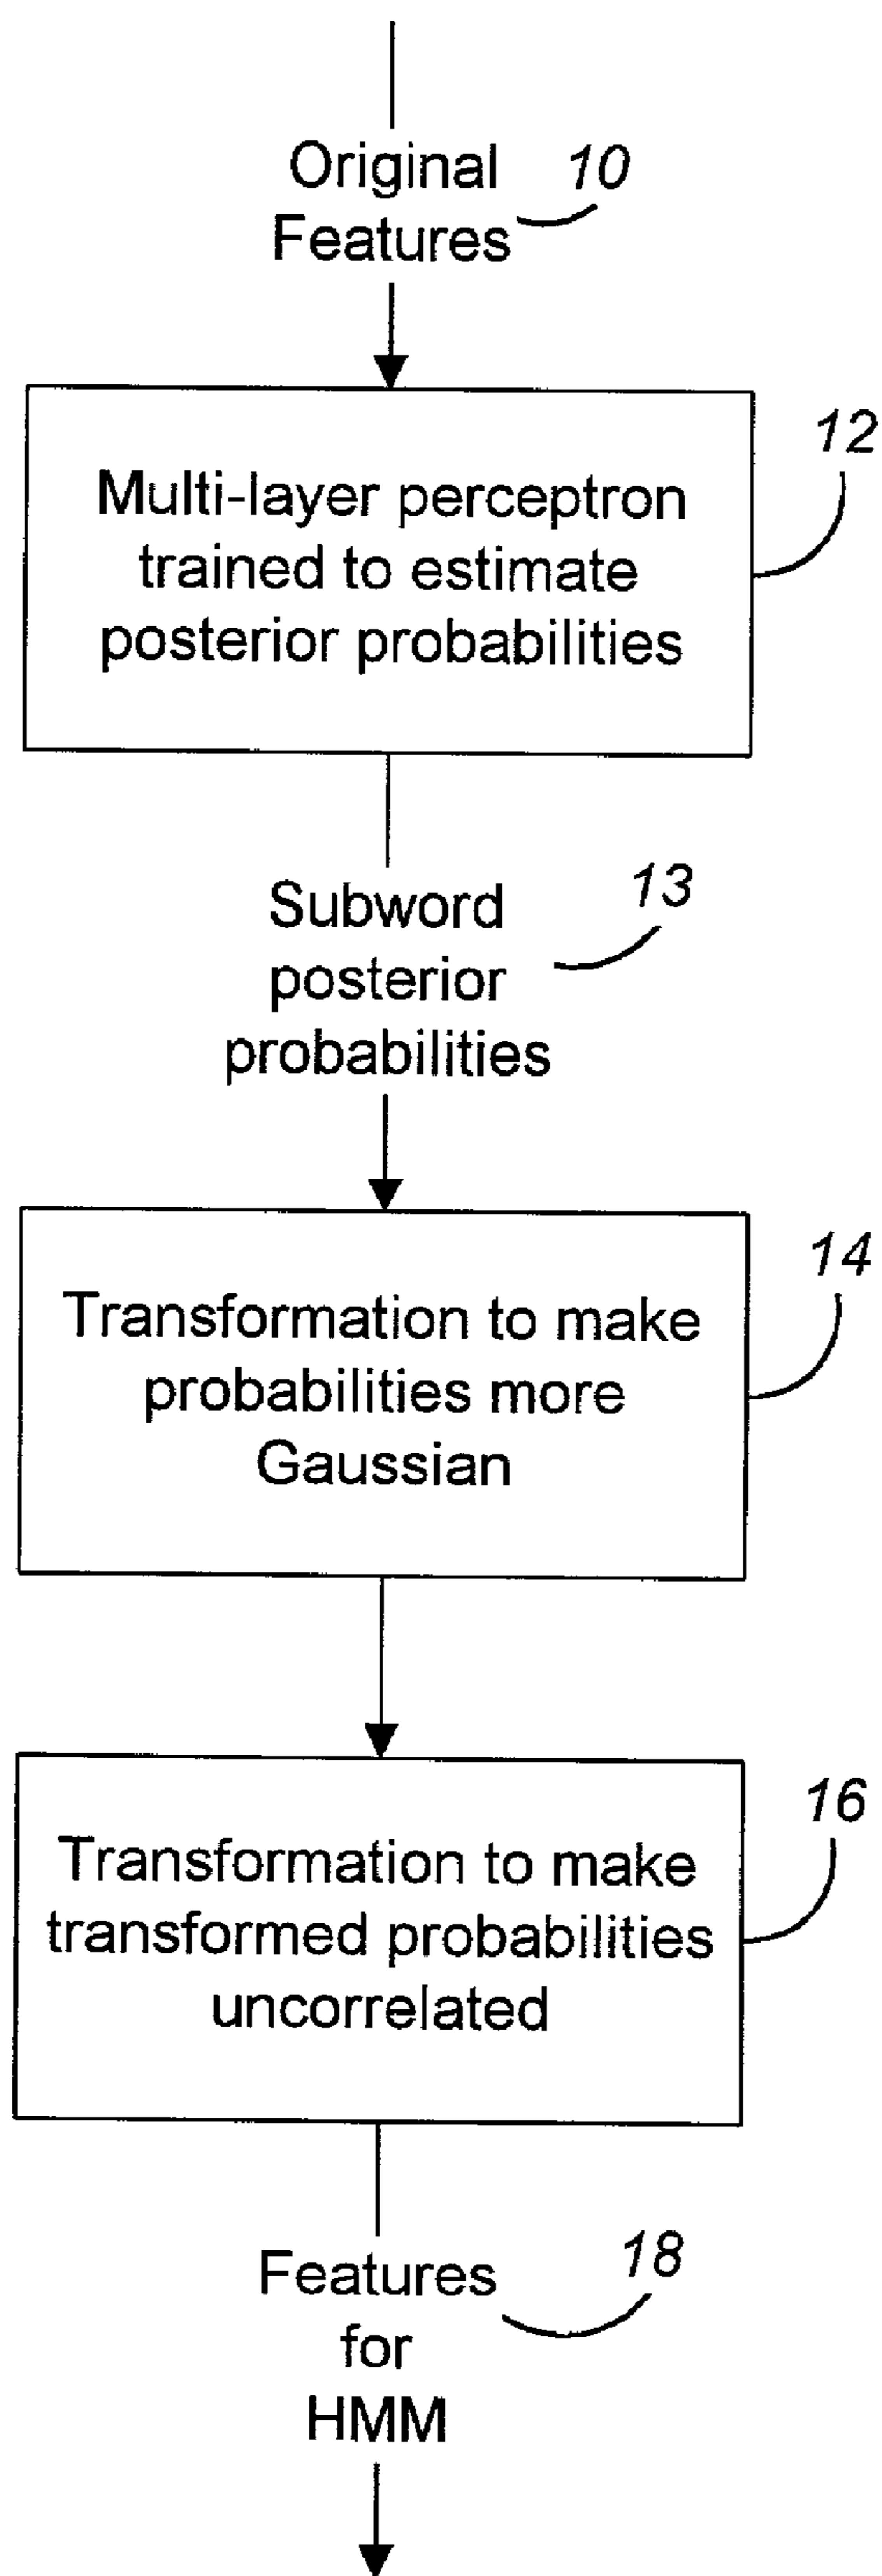 Original 10
Features
12
Multi-layer perceptron
trained to estimate
posterior probabilities
13
Subword
posterior
probabilities
14
Transformation to make
probabilities more
Gaussian
16
Transformation to make
transformed probabilities
uncorrelated
18
Features
for
HMM